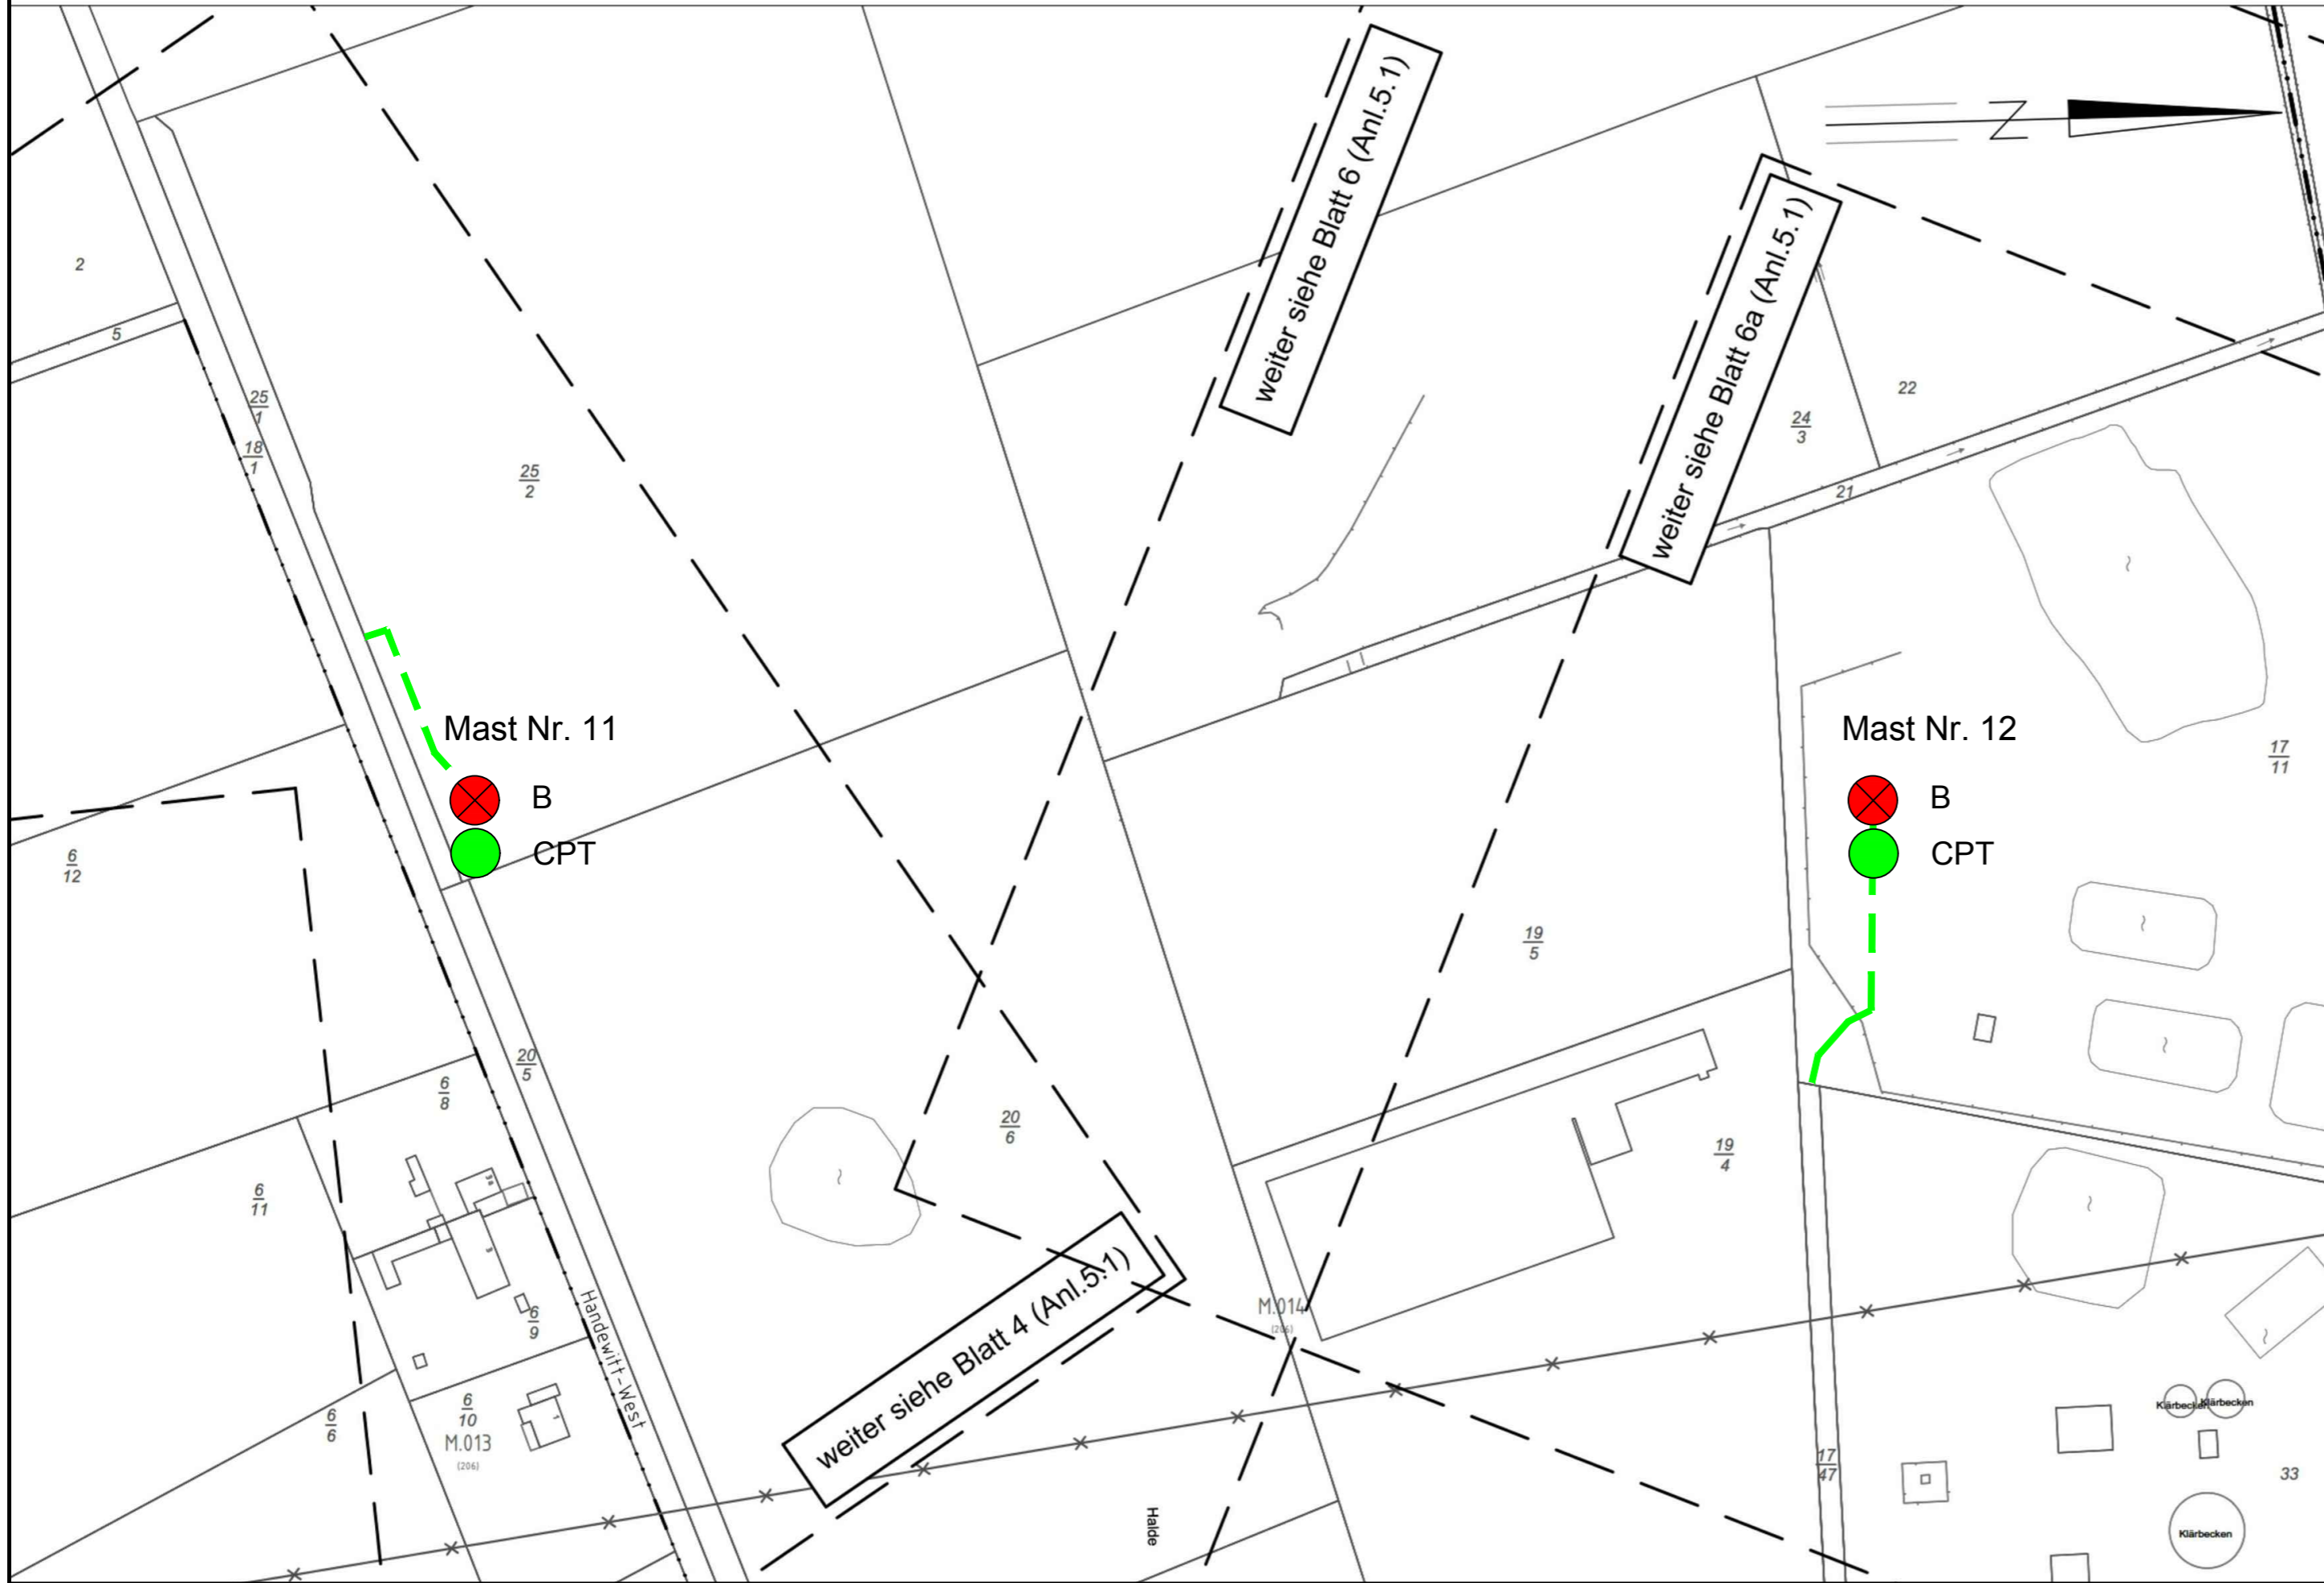 weiter siehe Blatt 6 (Anl.5.1)
N
weiter siehe Blatt 6a (Anl.5.1)
2
5
25
1
18
1
25
2
22
24
3
21
Mast Nr. 11
B
CPT
Mast Nr. 12
B
CPT
17
11
6
12
19
5
20
5
6
8
20
6
19
4
6
11
6
9
Handewitt-West
weiter siehe Blatt 4 (Anl.5.1)
M.014
(206)
6
10
6
6
M.013
(206)
Klärbecken
Klärbecken
17
47
33
Halde
Klärbecken